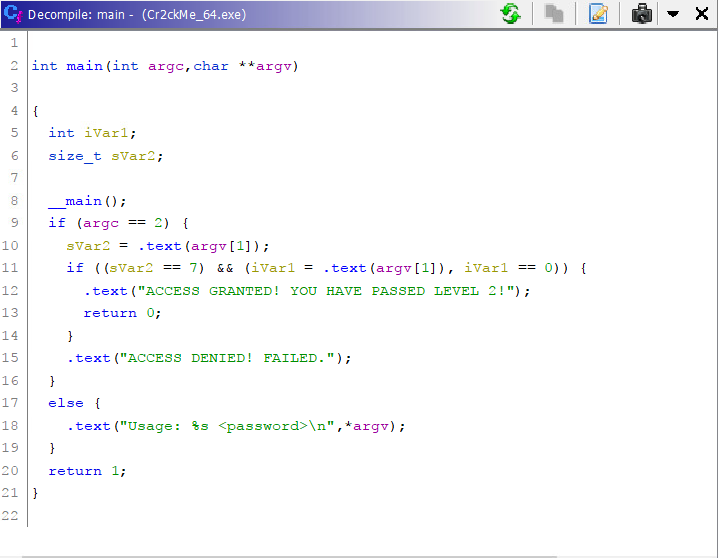 Decompile: main - (Cr2ckMe_64.exe)
1
2 int main(int argc,char **argv)
3
4 {
5 int iVar1;
6 size_t sVar2;
7
8 __main();
9 if (argc == 2) {
10 sVar2 = .text(argv[1]);
11 if ((sVar2 == 7) && (iVar1 = .text(argv[1]), iVar1 == 0)) {
12 .text("ACCESS GRANTED! YOU HAVE PASSED LEVEL 2!");
13 return 0;
14 }
15 .text("ACCESS DENIED! FAILED.");
16 }
17 else {
18 .text("Usage: %s <password>\n",*argv);
19 }
20 return 1;
21 }
22